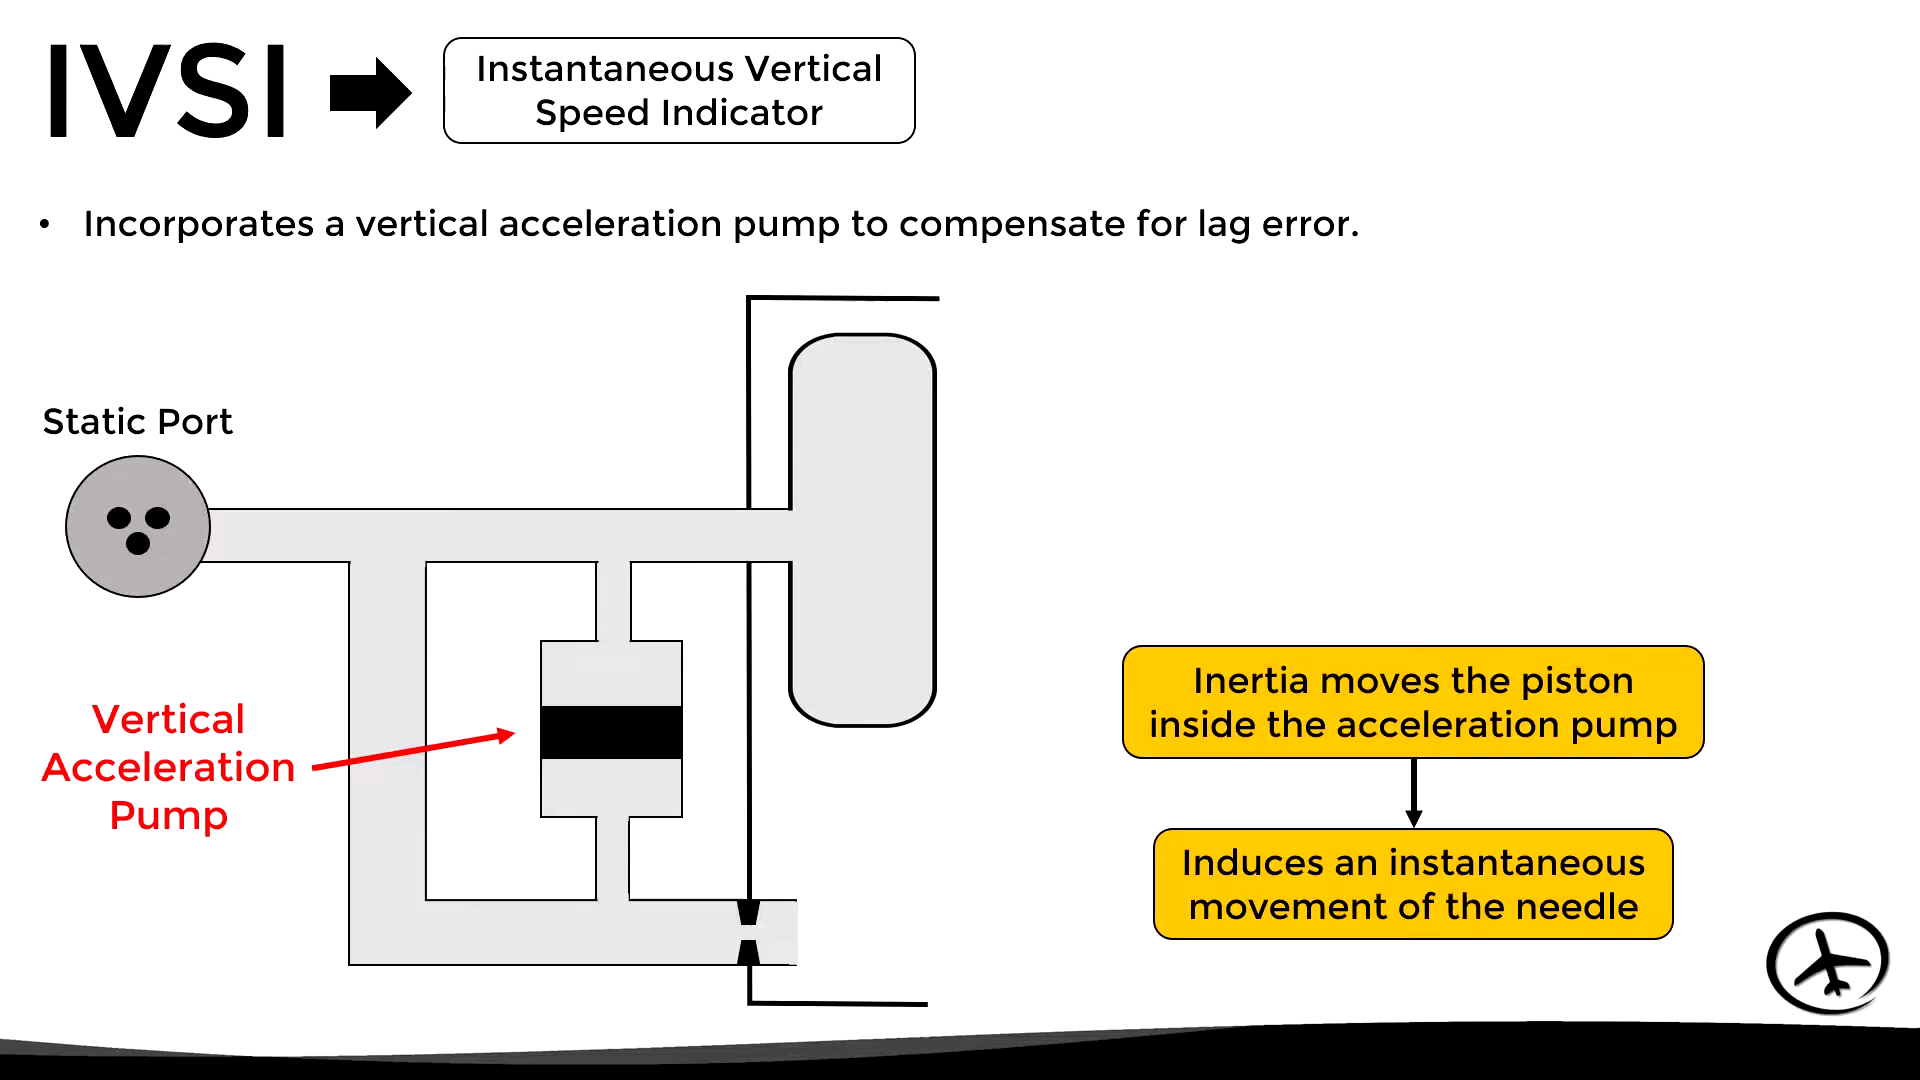 IVSI
Instantaneous Vertical
Speed Indicator
• Incorporates a vertical acceleration pump to compensate for lag error.
Static Port
Vertical
Acceleration
Pump
Inertia moves the piston
inside the acceleration pump
Induces an instantaneous
movement of the needle